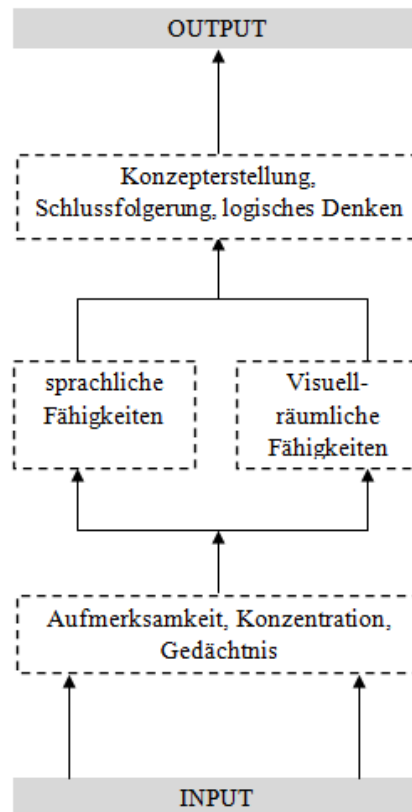 OUTPUT
Konzepterstellung,
Schlussfolgerung, logisches Denken
sprachliche
Fähigkeiten
Visuell-
räumliche
Fähigkeiten
Aufmerksamkeit, Konzentration,
Gedächtnis
INPUT